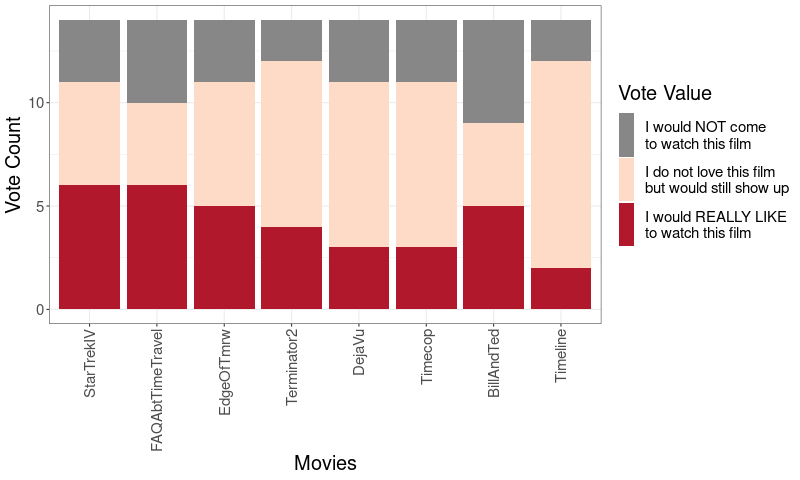 Vote Count
10
5
0
StarTrekIV
FAQAbtTimeTravel
EdgeOfTmrw
Terminator2
DejaVu
Timecop
BillAndTed
Timeline
Movies
Vote Value
I would NOT come
to watch this film
I do not love this film
but would still show up
I would REALLY LIKE
to watch this film